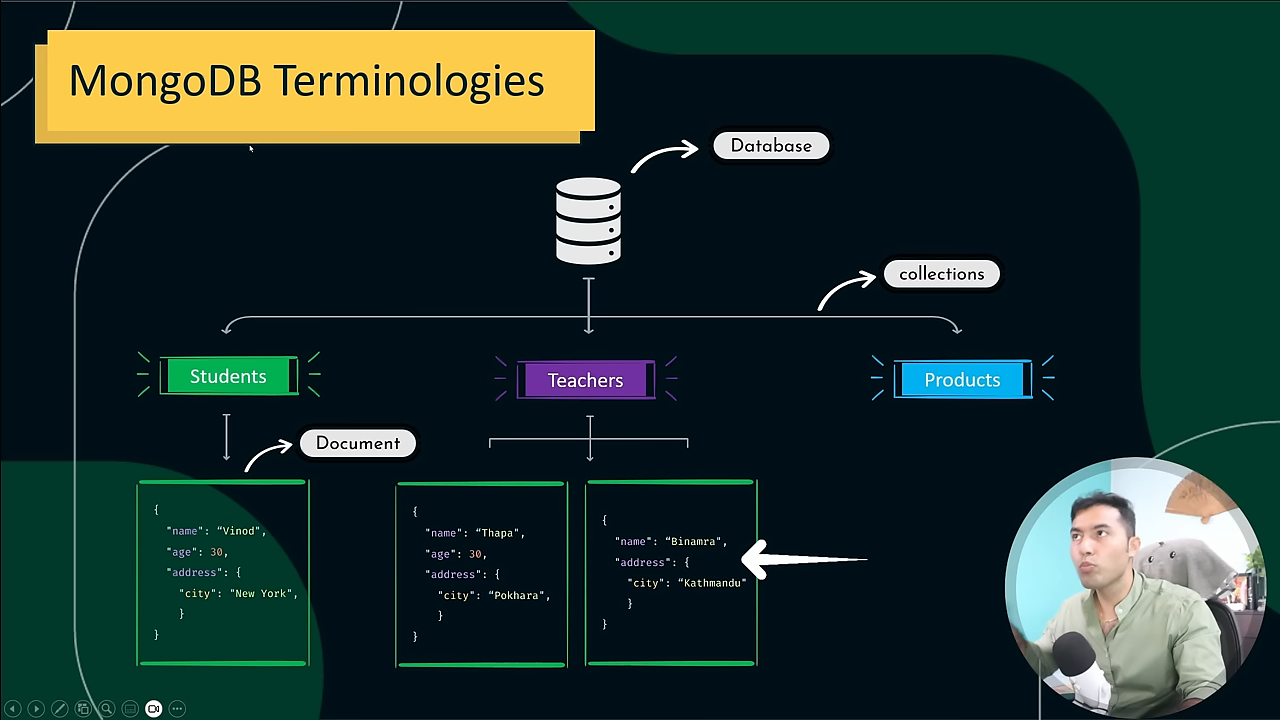 MongoDB Terminologies
Database
collections
Students
Teachers
Products
Document
{
"name": “Vinod",
"age": 30,
"address": {
"city": "New York",
}
}
{
"name": “Thapa",
"age": 30,
"address": {
"city": “Pokhara",
}
}
{
"name": “Binamra",
"address": {
"city": “Kathmandu"
}
}